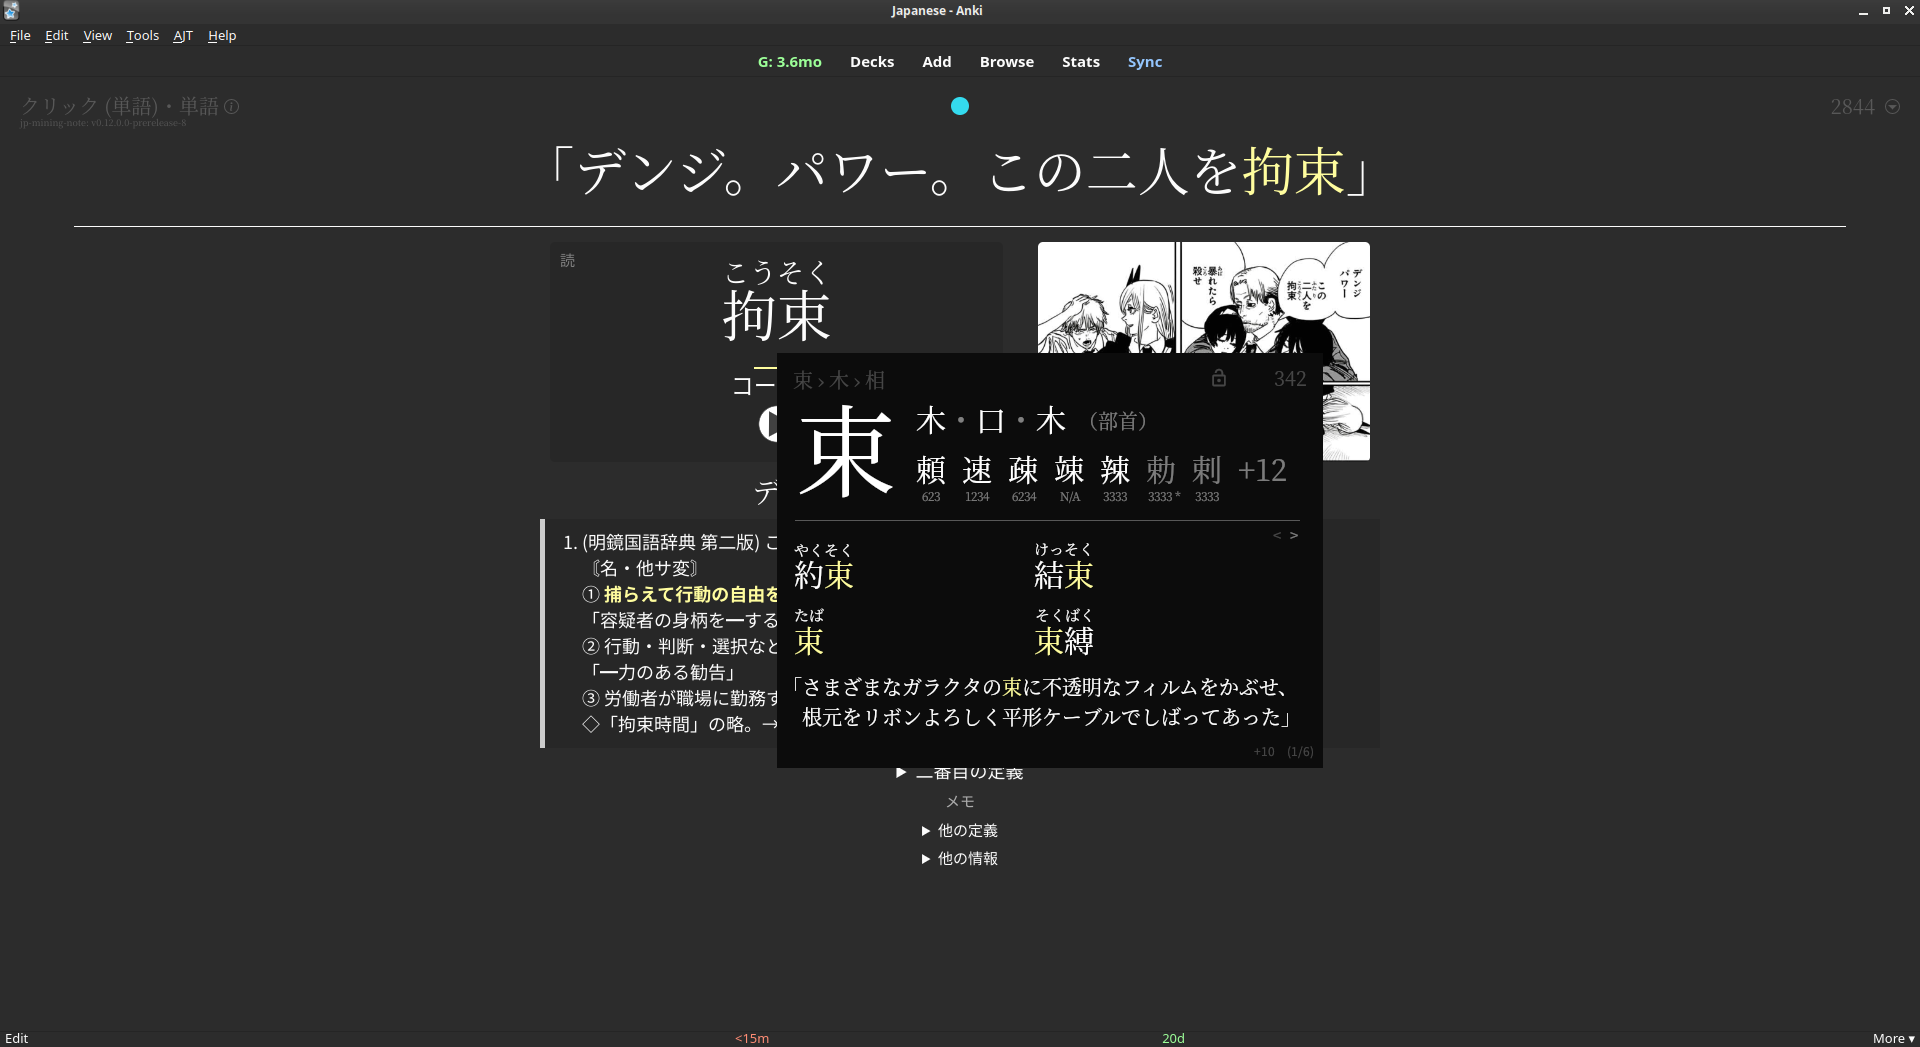 Japanese - Anki
File Edit View Tools AJT Help
G: 3.6mo Decks Add Browse Stats Sync
クリック (単語)・単語
jp-mining-note: v0.12.0.0-prerelease-8
2844
「デンジ。パワー。この二人を拘束」
読
こうそく
拘束
コー
デンジ
パワー
この
二人を
拘束
暴れたら
殺せ
束 › 木 › 相
342
束
木・口・木 （部首）
頼 速 疎 竦 辣 勅 剌 +12
623 1234 6234 N/A 3333 3333 * 3333
< >
やくそく
約束
けっそく
結束
たば
束
そくばく
束縛
「さまざまなガラクタの束に不透明なフィルムをかぶせ、
根元をリボンよろしく平形ケーブルでしばってあった」
+10 (1/6)
デ
1. (明鏡国語辞典 第二版) こ
〘名・他サ変〙
① 捕らえて行動の自由を
「容疑者の身柄を━する
② 行動・判断・選択など
「━力のある勧告」
③ 労働者が職場に勤務す
◇「拘束時間」の略。→
▶ 二番目の定義
メモ
▶ 他の定義
▶ 他の情報
Edit
<15m
20d
More ▾